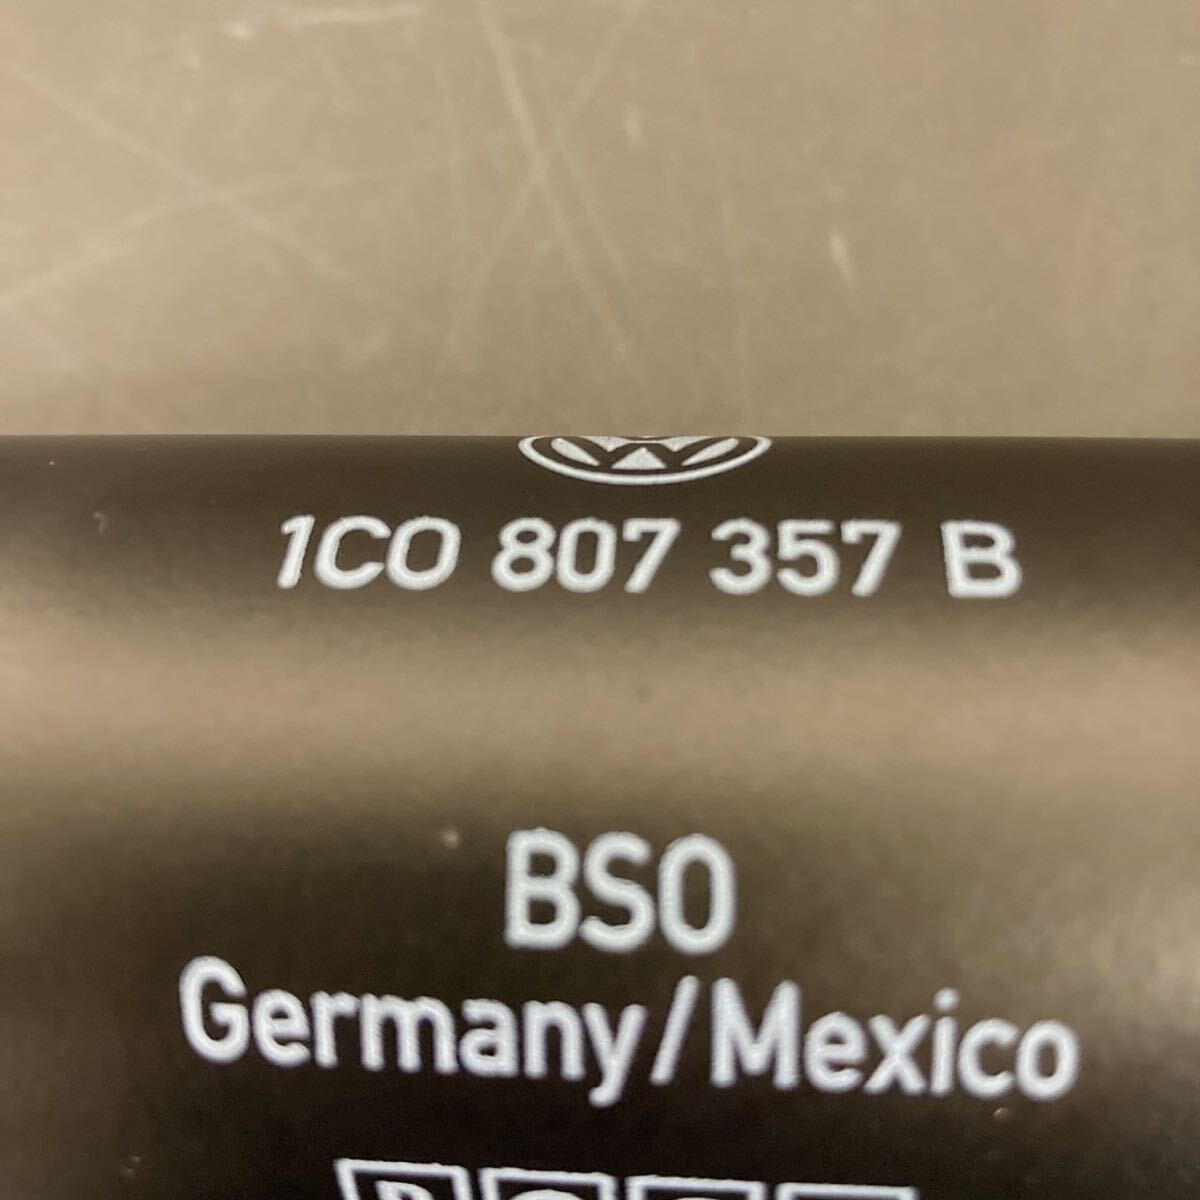 1C0 807 357 B
BSO
Germany/Mexico